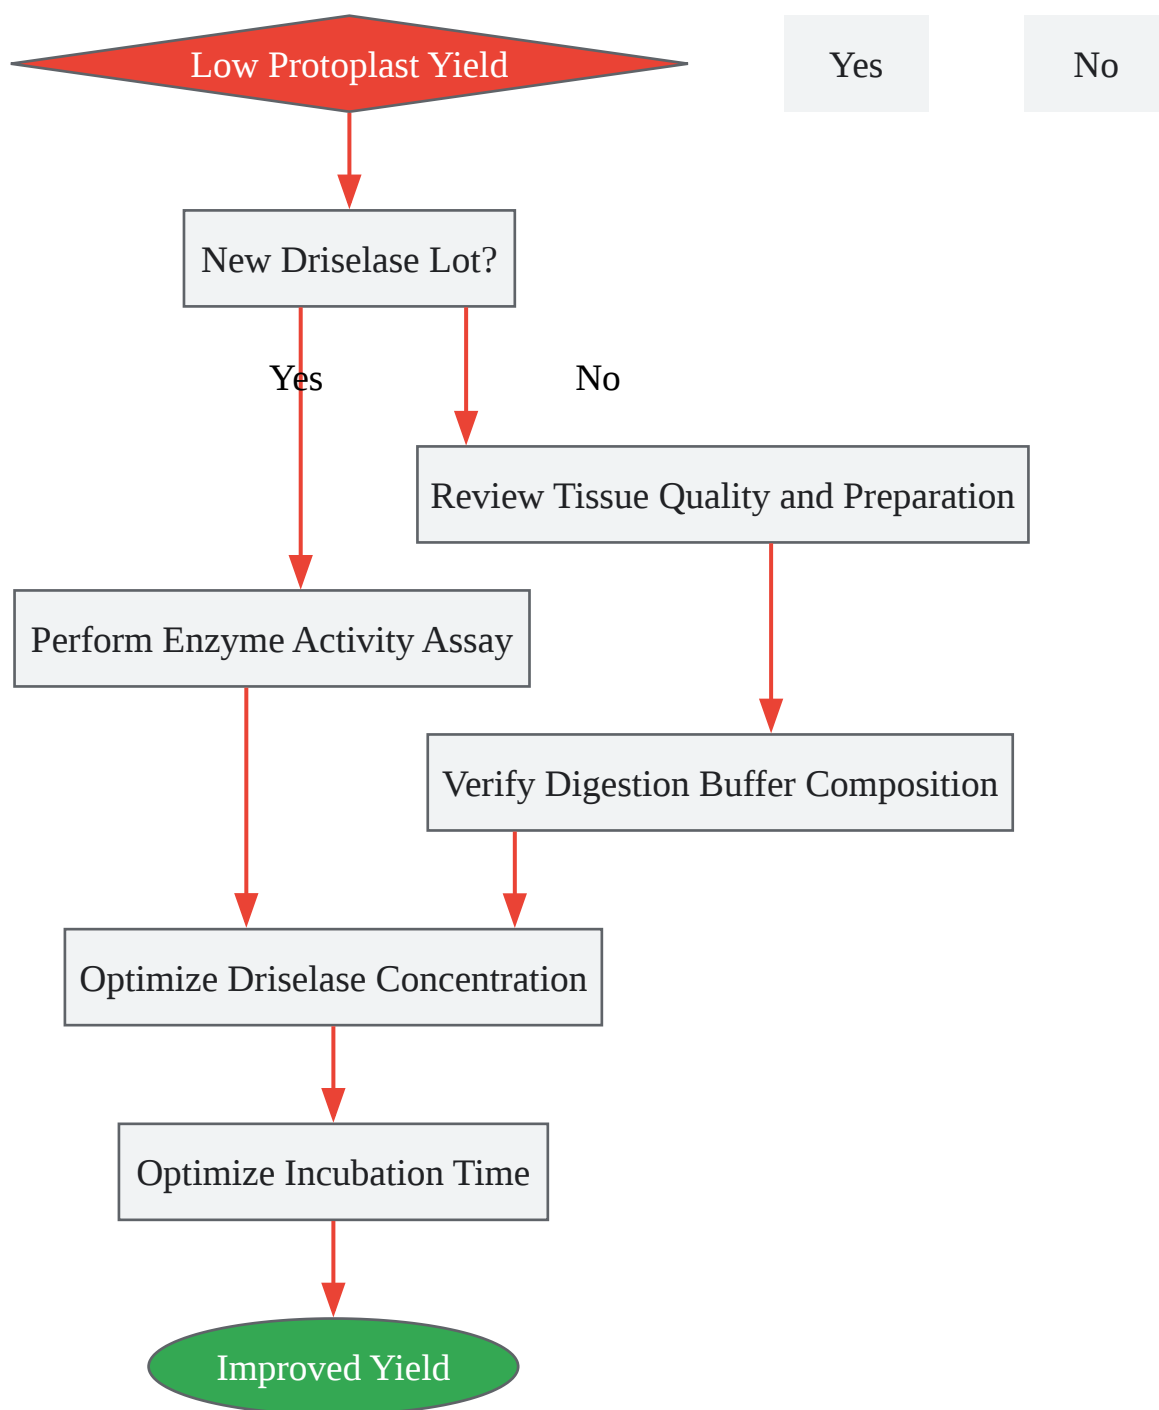 Low Protoplast Yield
Yes
No
New Driselase Lot?
Yes
No
Review Tissue Quality and Preparation
Perform Enzyme Activity Assay
Verify Digestion Buffer Composition
Optimize Driselase Concentration
Optimize Incubation Time
Improved Yield